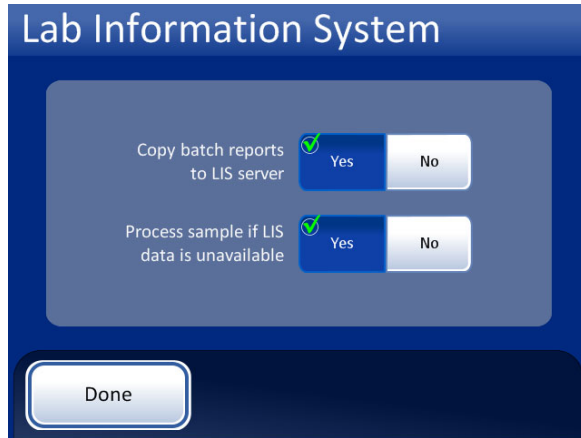 Lab Information System
Copy batch reports
to LIS server
Yes
No
Process sample if LIS
data is unavailable
Yes
No
Done